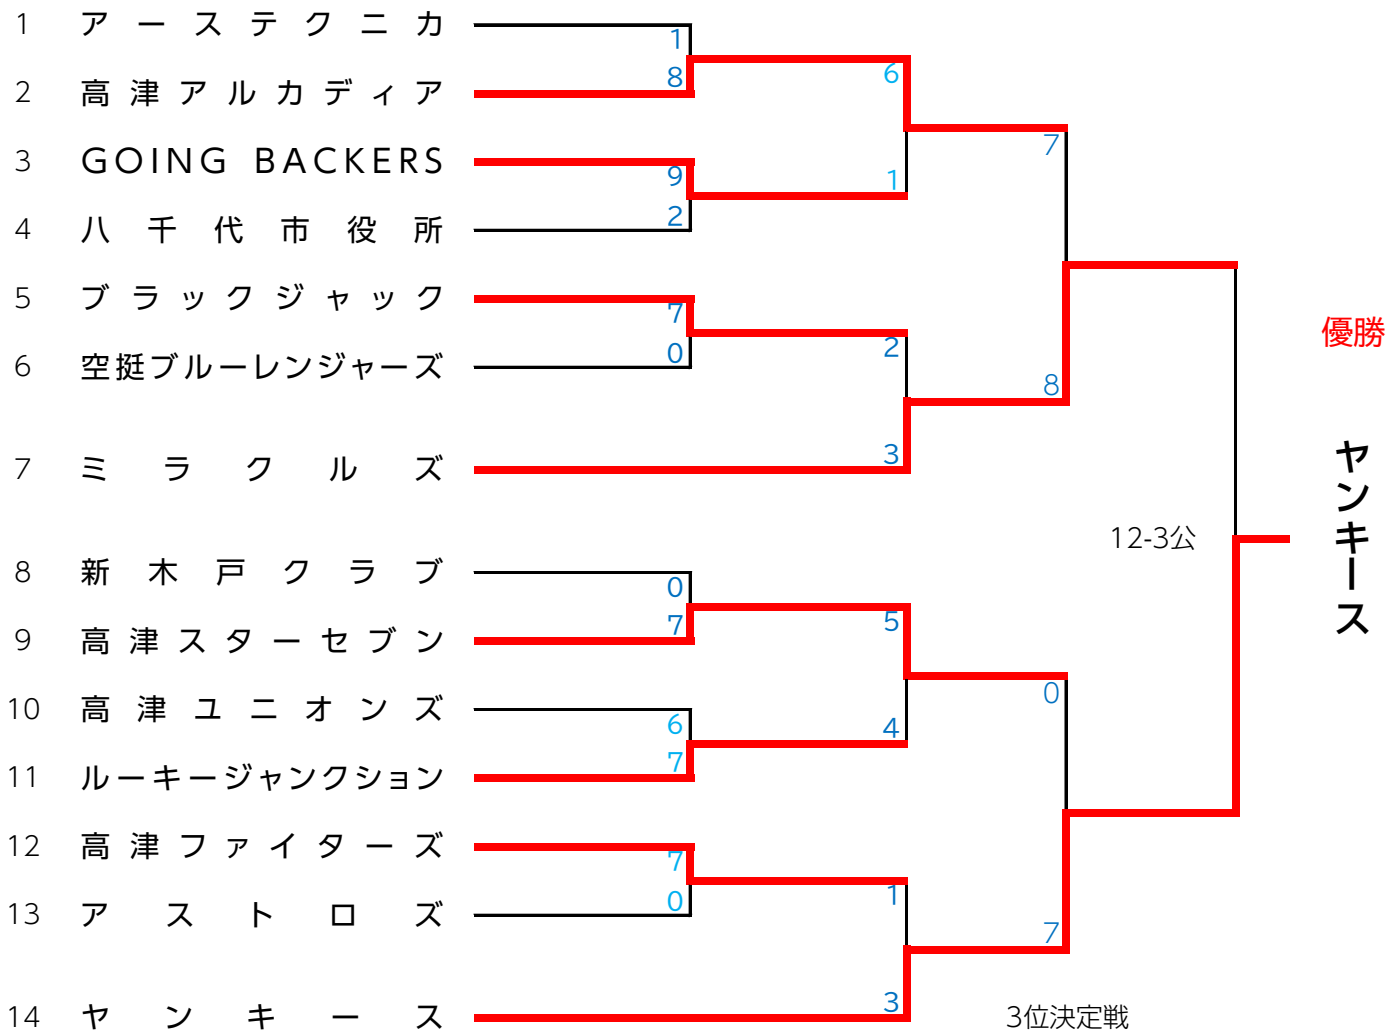 1 アーステクニカ
1
8
2 高津アルカディア
6
7
3 GOING BACKERS
9
1
2
4 八千代市役所
5 ブラックジャック
7
0
2
6 空挺ブルーレンジャーズ
8
優勝
3
7 ミラクルズ
ヤンキース
12-3公
8 新木戸クラブ
0
7
5
9 高津スターセブン
0
10 高津ユニオンズ
6
7
4
11 ルーキージャンクション
12 高津ファイターズ
7
0
1
13 アストロズ
7
3
14 ヤンキース
3位決定戦